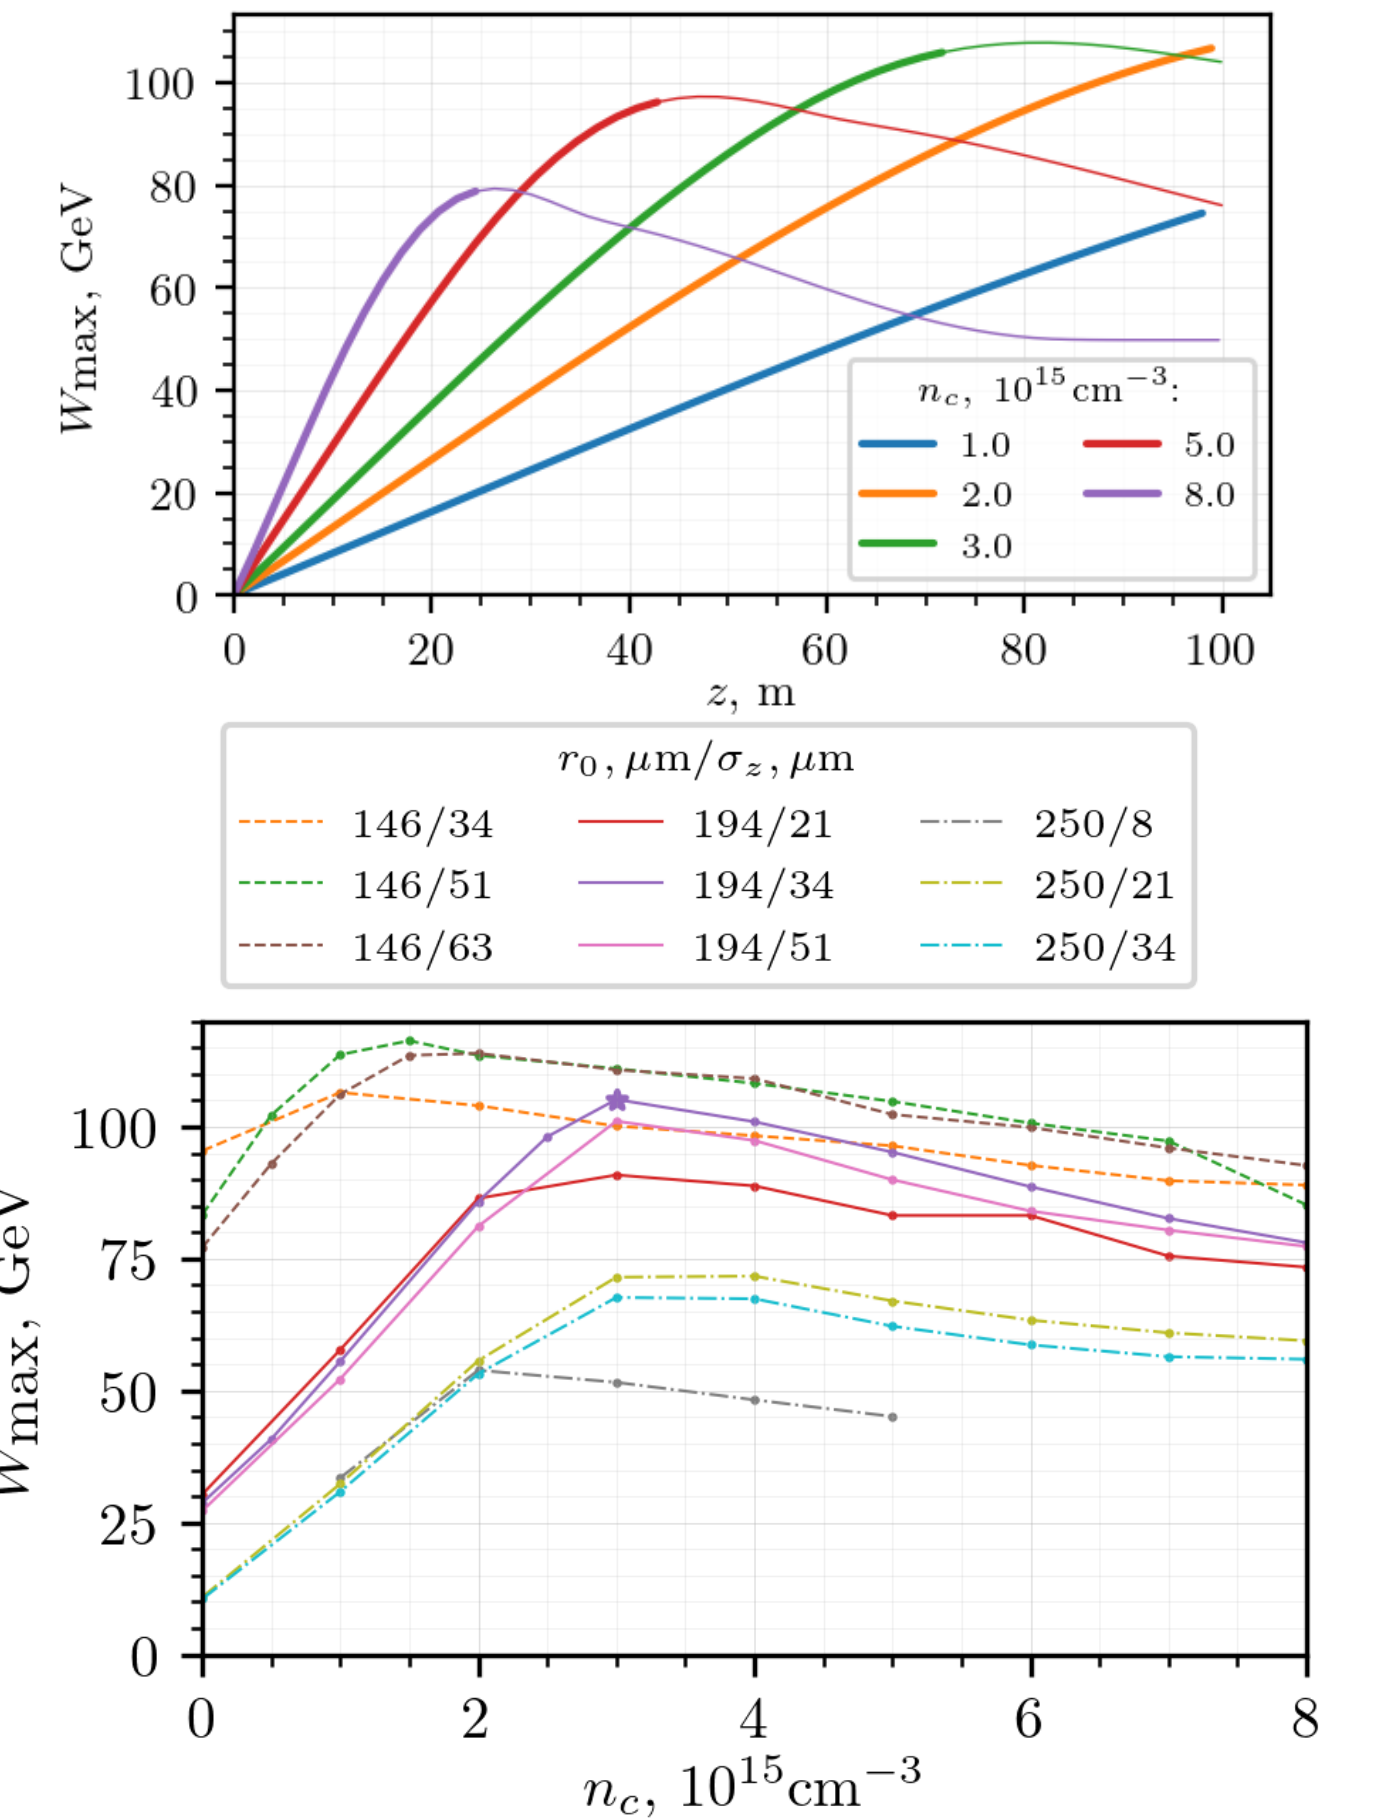 100
80
60
40
20
0
Wmax, GeV
n_c, 10^15 cm^−3:
1.0 5.0
2.0 8.0
3.0
0 20 40 60 80 100
z, m
r_0, μm/σ_z, μm
146/34 194/21 250/8
146/51 194/34 250/21
146/63 194/51 250/34
100
75
50
25
0
Wmax, GeV
0 2 4 6 8
n_c, 10^15 cm^−3